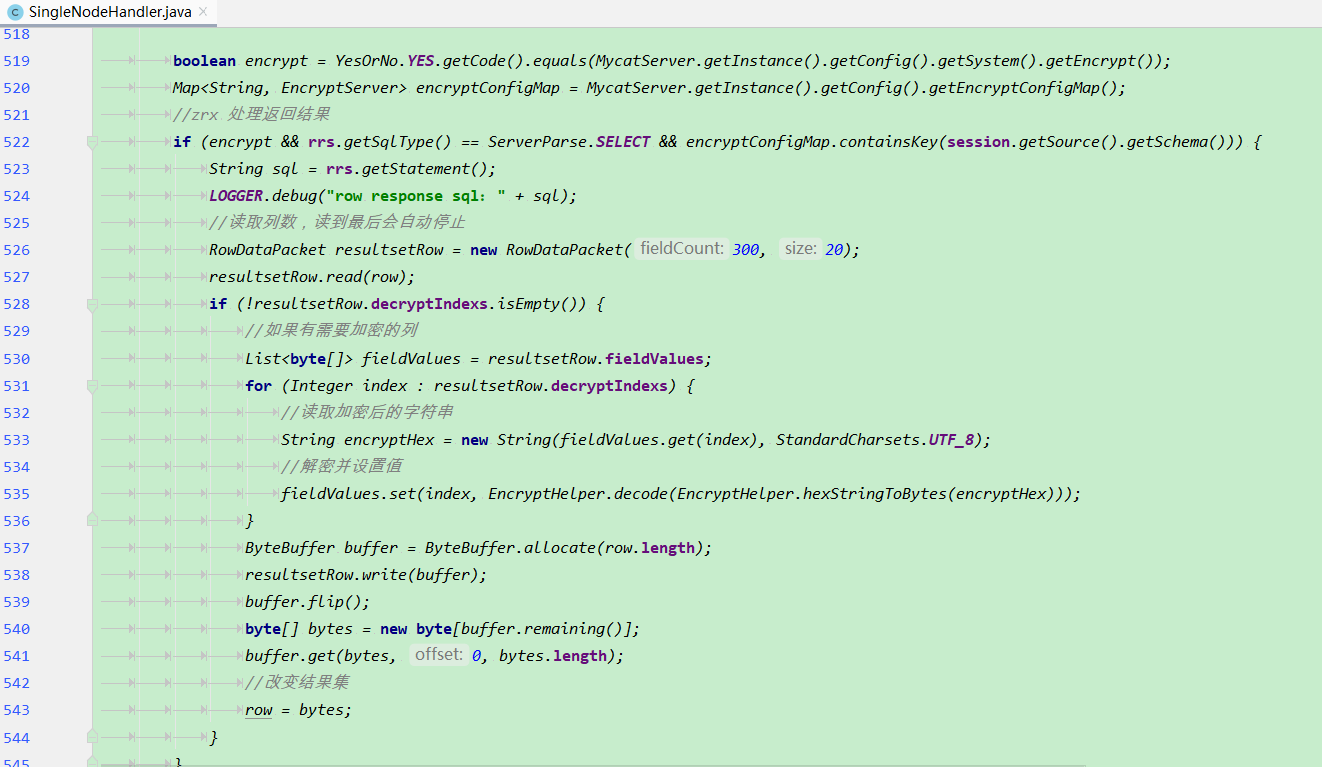 SingleNodeHandler.java
518
519 boolean encrypt = YesOrNo.YES.getCode().equals(MycatServer.getInstance().getConfig().getSystem().getEncrypt());
520 Map<String, EncryptServer> encryptConfigMap = MycatServer.getInstance().getConfig().getEncryptConfigMap();
521 //zrx 处理返回结果
522 if (encrypt && rrs.getSqlType() == ServerParse.SELECT && encryptConfigMap.containsKey(session.getSource().getSchema())) {
523 String sql = rrs.getStatement();
524 LOGGER.debug("row response sql：" + sql);
525 //读取列数，读到最后会自动停止
526 RowDataPacket resultsetRow = new RowDataPacket( fieldCount: 300, size: 20);
527 resultsetRow.read(row);
528 if (!resultsetRow.decryptIndexs.isEmpty()) {
529 //如果有需要加密的列
530 List<byte[]> fieldValues = resultsetRow.fieldValues;
531 for (Integer index : resultsetRow.decryptIndexs) {
532 //读取加密后的字符串
533 String encryptHex = new String(fieldValues.get(index), StandardCharsets.UTF_8);
534 //解密并设置值
535 fieldValues.set(index, EncryptHelper.decode(EncryptHelper.hexStringToBytes(encryptHex)));
536 }
537 ByteBuffer buffer = ByteBuffer.allocate(row.length);
538 resultsetRow.write(buffer);
539 buffer.flip();
540 byte[] bytes = new byte[buffer.remaining()];
541 buffer.get(bytes, offset: 0, bytes.length);
542 //改变结果集
543 row = bytes;
544 }
545 }